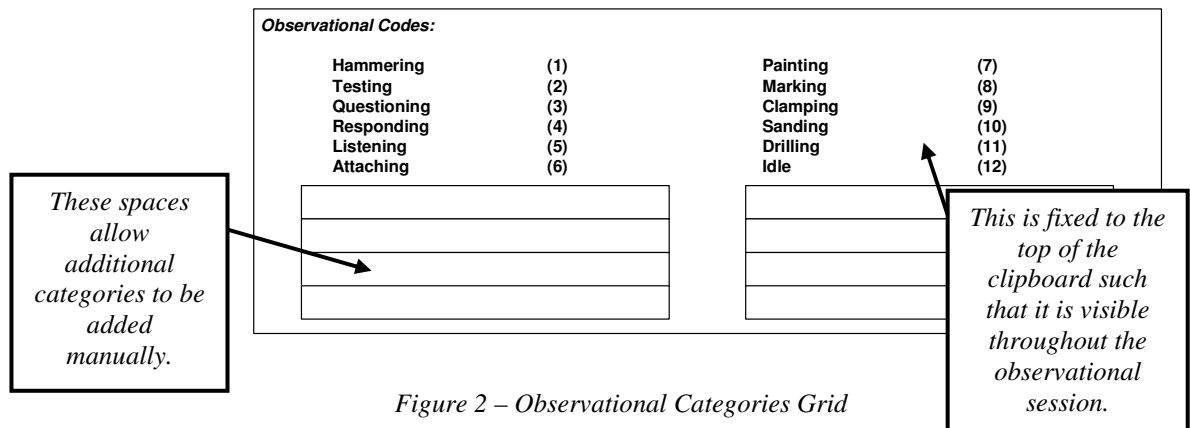 Observational Codes:
Hammering (1) Painting (7)
Testing (2) Marking (8)
Questioning (3) Clamping (9)
Responding (4) Sanding (10)
Listening (5) Drilling (11)
Attaching (6) Idle (12)
These spaces
allow
additional
categories to be
added
manually.
This is fixed to the
top of the
clipboard such
that it is visible
throughout the
observational
session.
Figure 2 – Observational Categories Grid